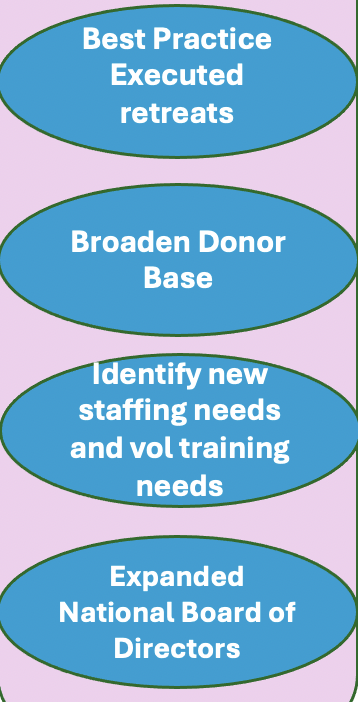 Best Practice
Executed
retreats
Broaden Donor
Base
Identify new
staffing needs
and vol training
needs
Expanded
National Board of
Directors